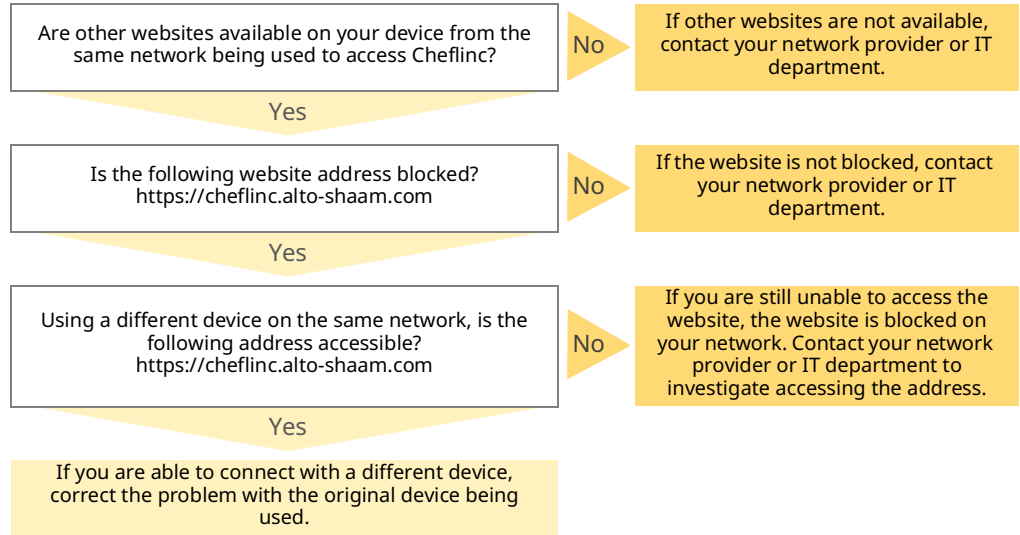 Are other websites available on your device from the
same network being used to access Cheflinc?
No
If other websites are not available,
contact your network provider or IT
department.
Yes
Is the following website address blocked?
https://cheflinc.alto-shaam.com
No
If the website is not blocked, contact
your network provider or IT
department.
Yes
Using a different device on the same network, is the
following address accessible?
https://cheflinc.alto-shaam.com
No
If you are still unable to access the
website, the website is blocked on
your network. Contact your network
provider or IT department to
investigate accessing the address.
Yes
If you are able to connect with a different device,
correct the problem with the original device being
used.